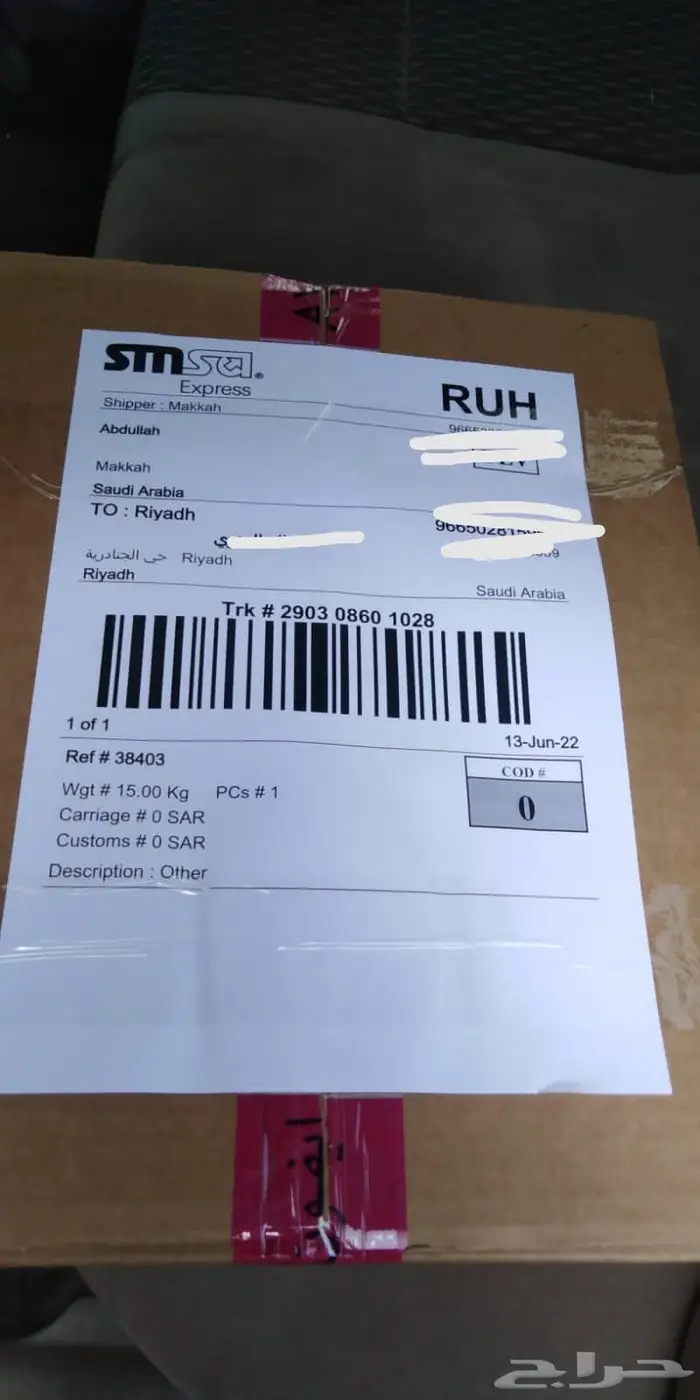 smsa
Express
RUH
Shipper : Makkah
Abdullah
Makkah
Saudi Arabia
TO : Riyadh
حي الجنادرية Riyadh
Riyadh
Saudi Arabia
Trk # 2903 0860 1028
1 of 1
13-Jun-22
Ref # 38403
COD #
0
Wgt # 15.00 Kg PCs # 1
Carriage # 0 SAR
Customs # 0 SAR
Description : Other
حراج